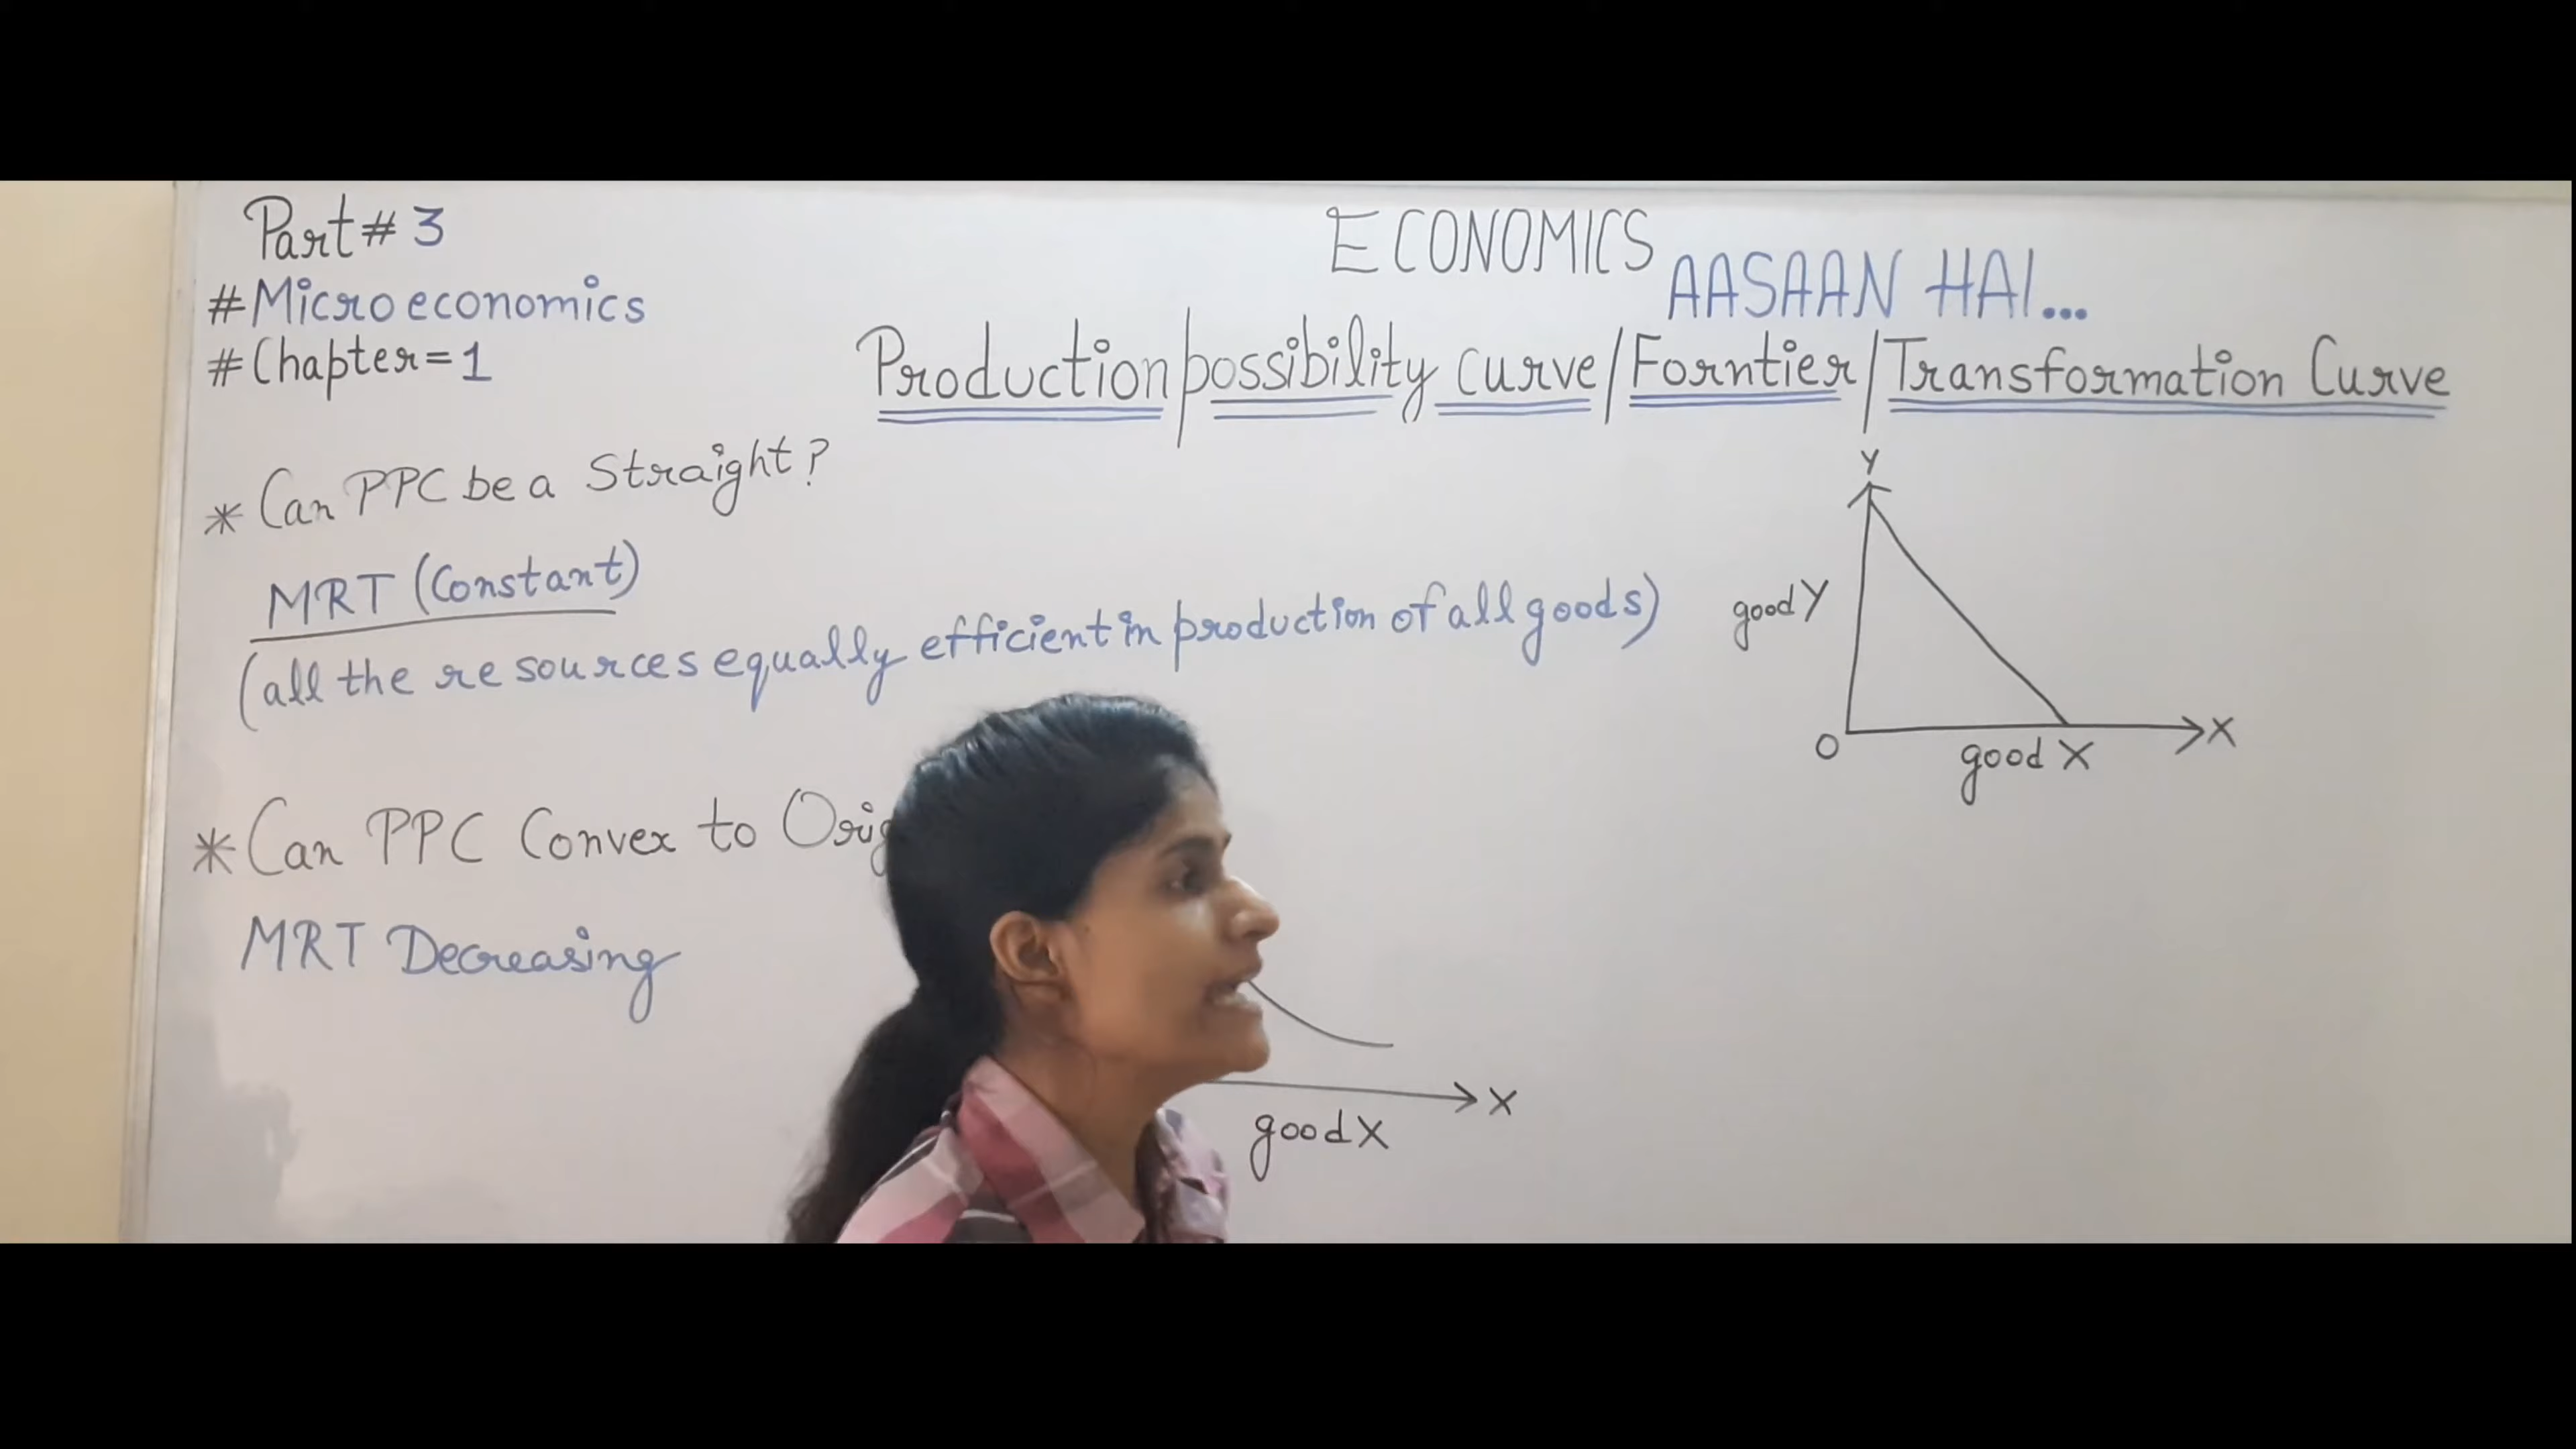 Part# 3
#Microeconomics
#Chapter=1
ECONOMICS
AASAAN HAI...
Production possibility curve/Forntier/Transformation Curve
* Can PPC be a Straight?
MRT (Constant)
(all the resources equally efficient in production of all goods)
Y
good Y
O
good X
X
* Can PPC Convex to
MRT Decreasing
X
good X